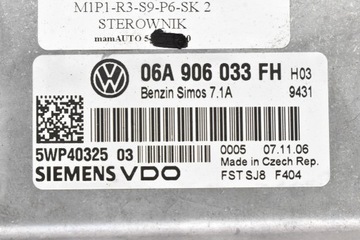 M1P1-R3-S9-P6-SK 2
STEROWNIK
mamAUTO
06A 906 033 FH H03
Benzin Simos 7.1A 9431
5WP40325 03
0005 07.11.06
Made in Czech Rep.
SIEMENS VDO
FST SJ8 F404